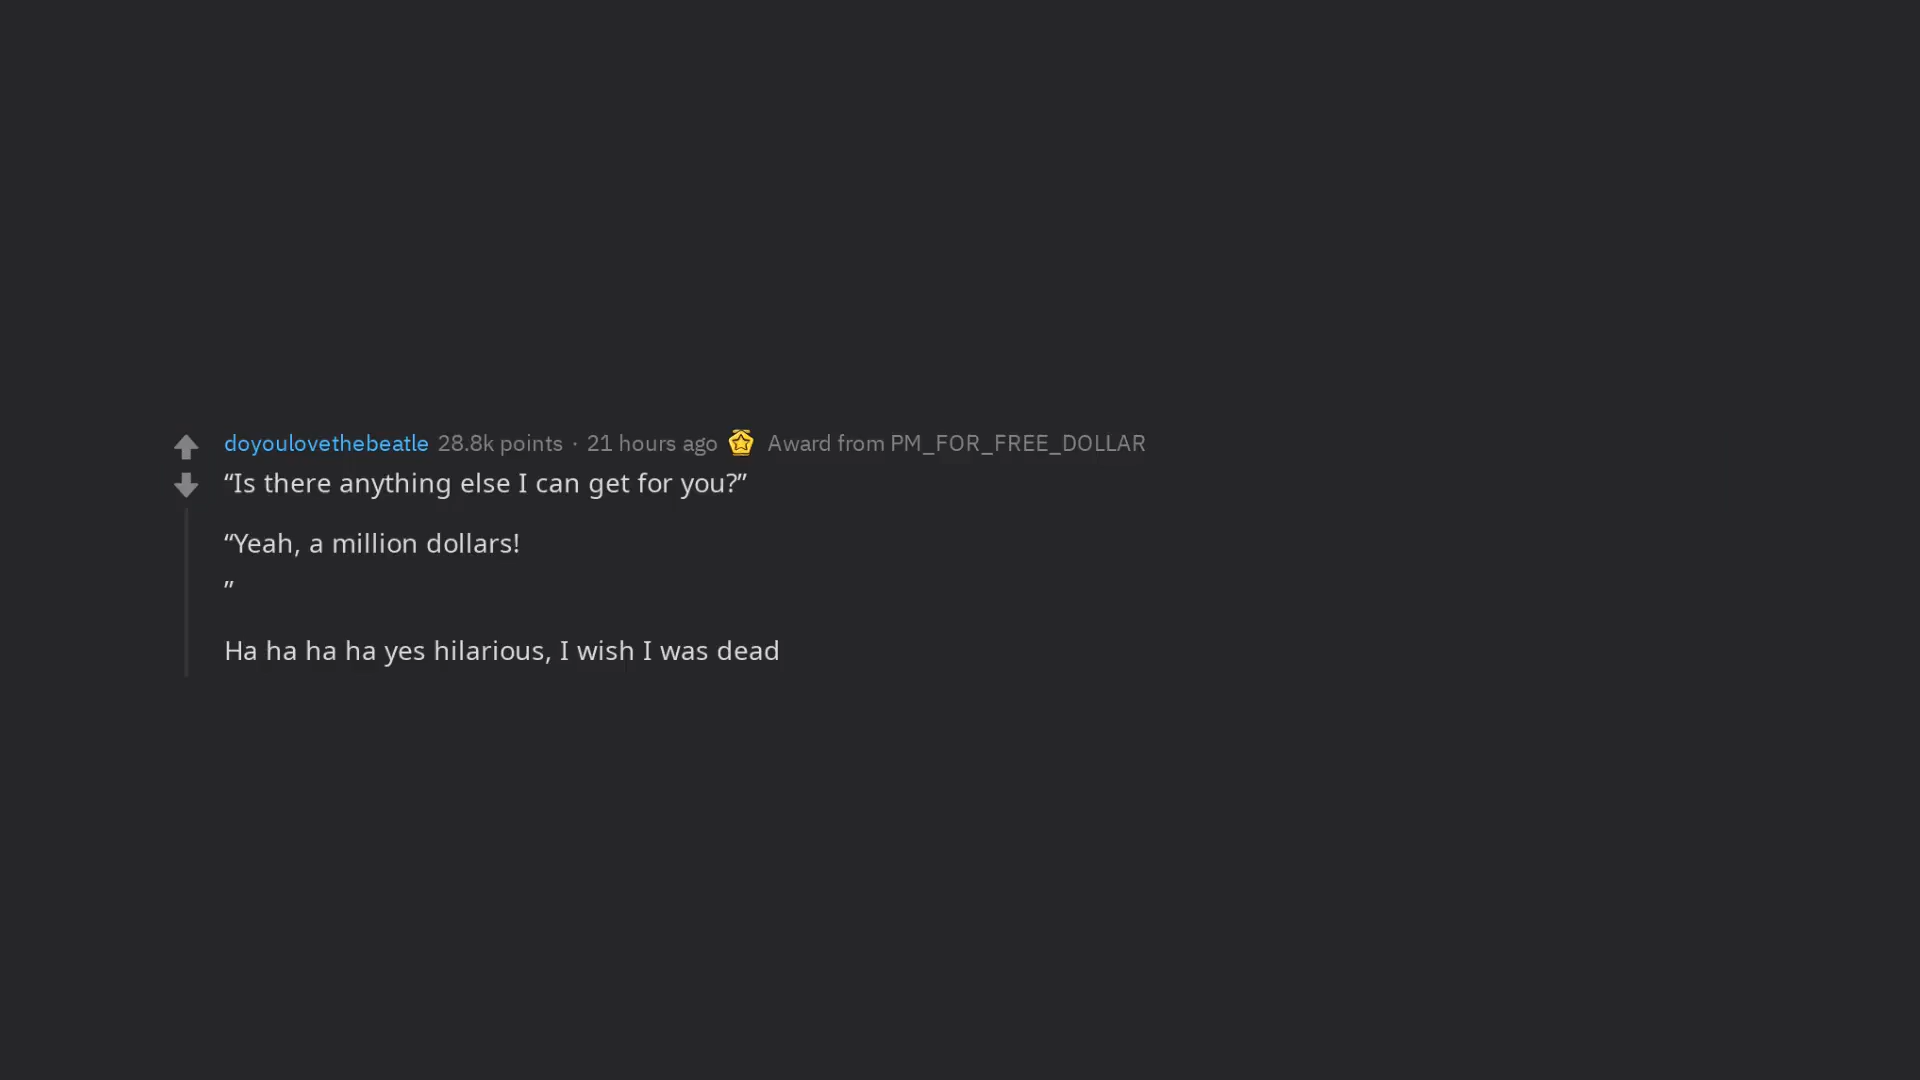 doyoulovethebeatle 28.8k points · 21 hours ago Award from PM_FOR_FREE_DOLLAR
“Is there anything else I can get for you?”
“Yeah, a million dollars!
”
Ha ha ha ha yes hilarious, I wish I was dead